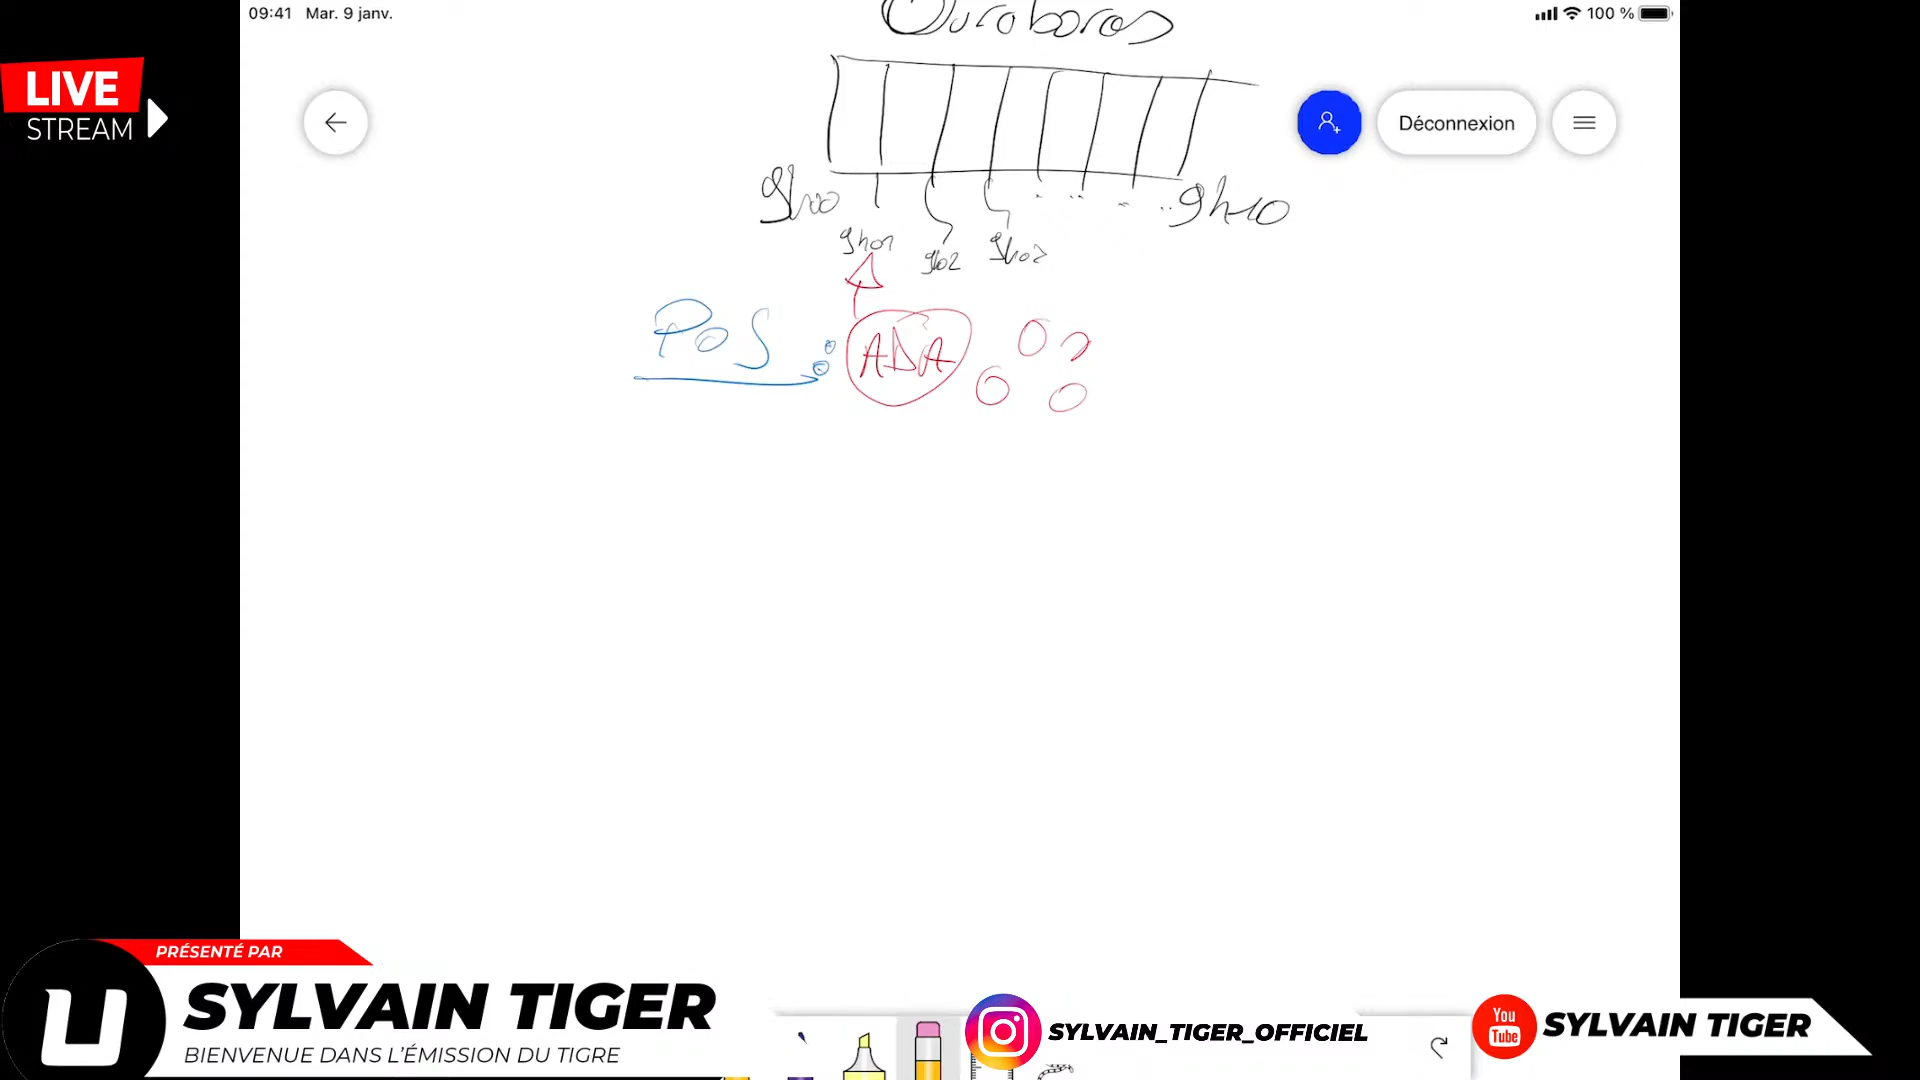 09:41 Mar. 9 janv.
100 %
Ouroboros
LIVE
STREAM
Déconnexion
9h00
9h10
9h01
9h02
9h03
POS
ADA
PRÉSENTÉ PAR
SYLVAIN TIGER
BIENVENUE DANS L'ÉMISSION DU TIGRE
SYLVAIN_TIGER_OFFICIEL
You
Tube
SYLVAIN TIGER